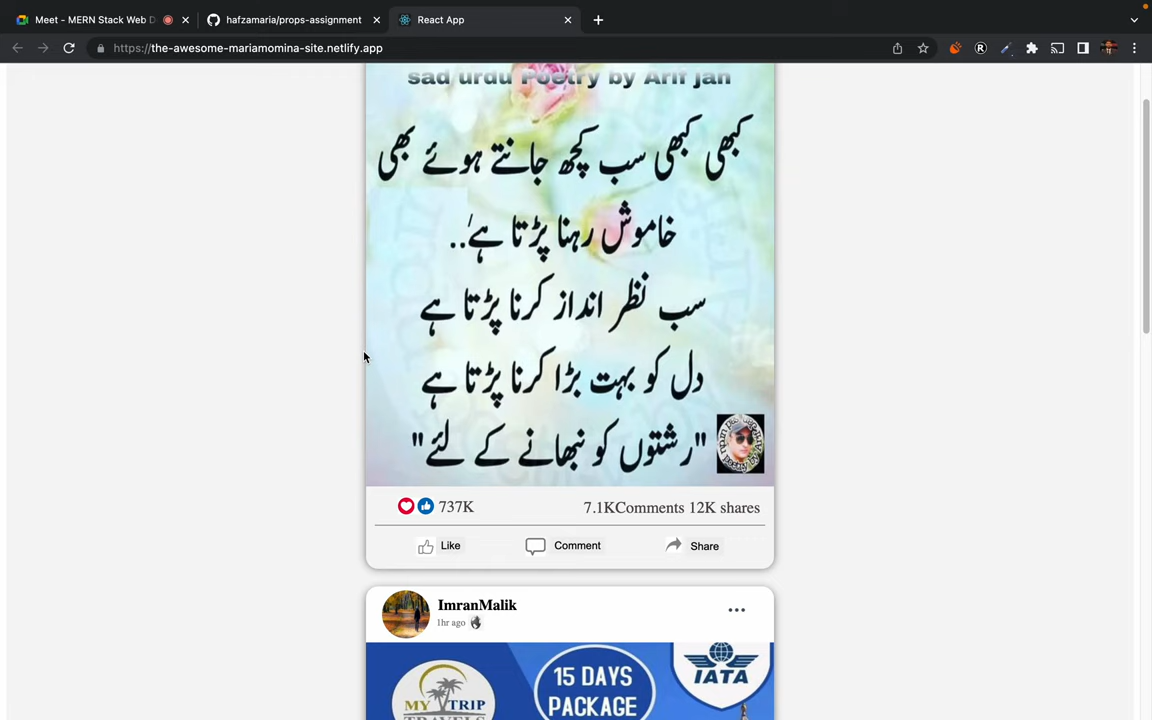 Meet - MERN Stack Web D
hafzamaria/props-assignment
React App
https://the-awesome-mariamomina-site.netlify.app
sad urdu Poetry by Arif jan
کبھی کبھی سب کچھ جانتے ہوئے بھی
خاموش رہنا پڑتا ہے'..
سب نظر انداز کرنا پڑتا ہے
دل کو بہت بڑا کرنا پڑتا ہے
"رشتوں کو نبھانے کے لئے"
737K
7.1KComments 12K shares
Like
Comment
Share
ImranMalik
1hr ago
15 DAYS
PACKAGE
IATA
MY TRIP
TRAVELS